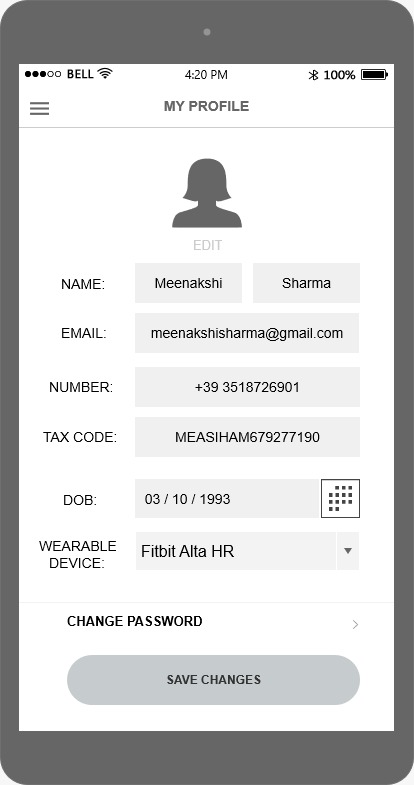 BELL 4:20 PM 100%
MY PROFILE
EDIT
NAME: Meenakshi Sharma
EMAIL: meenakshisharma@gmail.com
NUMBER: +39 3518726901
TAX CODE: MEASIHAM679277190
DOB: 03 / 10 / 1993
WEARABLE
DEVICE: Fitbit Alta HR
CHANGE PASSWORD
SAVE CHANGES